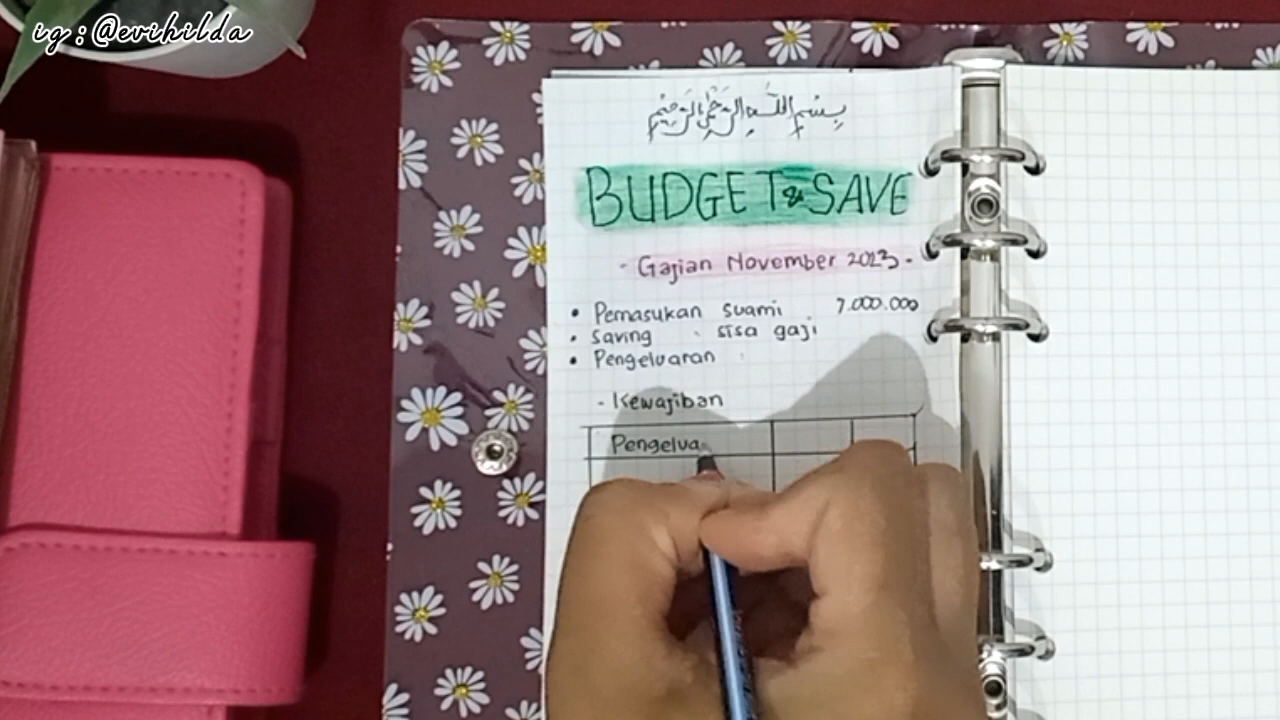 ig : @evihilda
بِسْمِ اللَّهِ الرَّحْمٰنِ الرَّحِيْمِ
BUDGET & SAVE
- Gajian November 2023 -
• Pemasukan suami 7.000.000
• Saving sisa gaji
• Pengeluaran
- Kewajiban
Pengelua